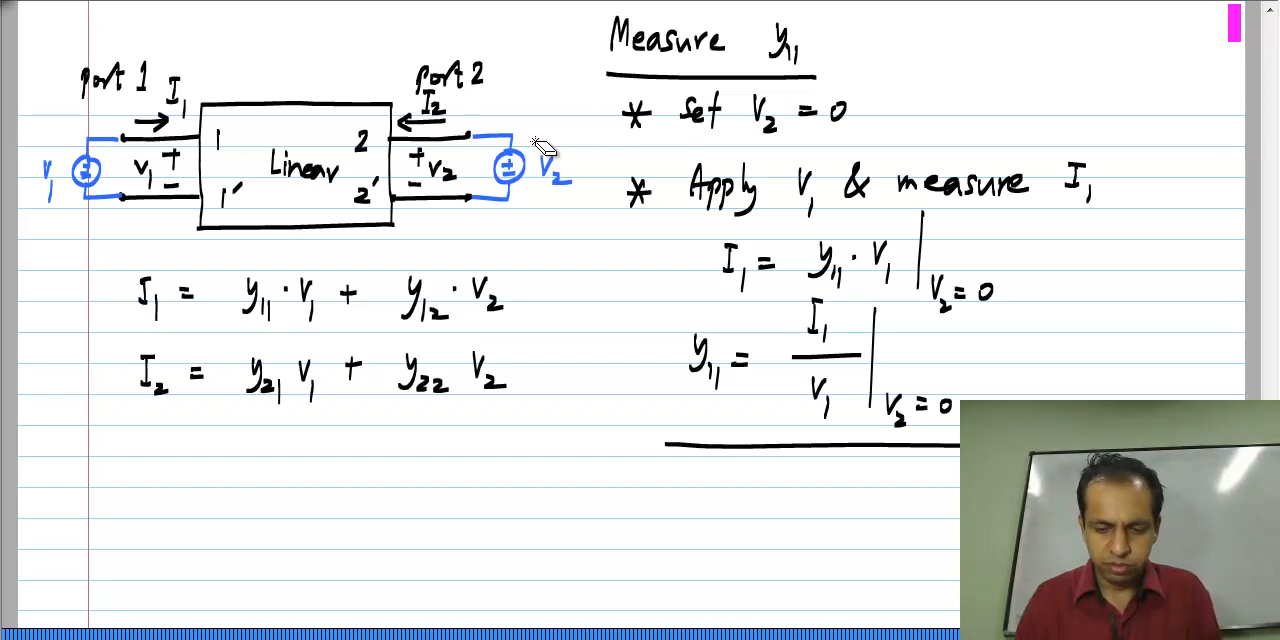 Measure y₁₁
port 1
port 2
I₁
I₂
* set V₂ = 0
1
2
V₁
+
V₁
−
Linear
+
V₂
−
V₂
1′
2′
* Apply V₁ & measure I₁
I₁ = y₁₁ · V₁ |V₂ = 0
I₁ = y₁₁ · V₁ + y₁₂ · V₂
y₁₁ = I₁ / V₁ |V₂ = 0
I₂ = y₂₁ V₁ + y₂₂ V₂